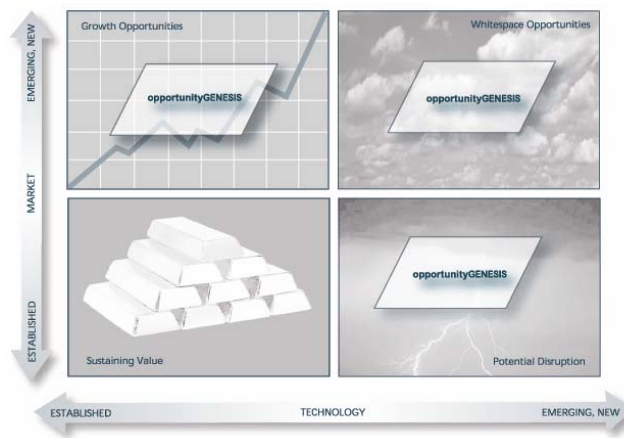 Growth Opportunities
Whitespace Opportunities
opportunityGENESIS
opportunityGENESIS
opportunityGENESIS
Sustaining Value
Potential Disruption
EMERGING, NEW
MARKET
ESTABLISHED
ESTABLISHED
TECHNOLOGY
EMERGING, NEW